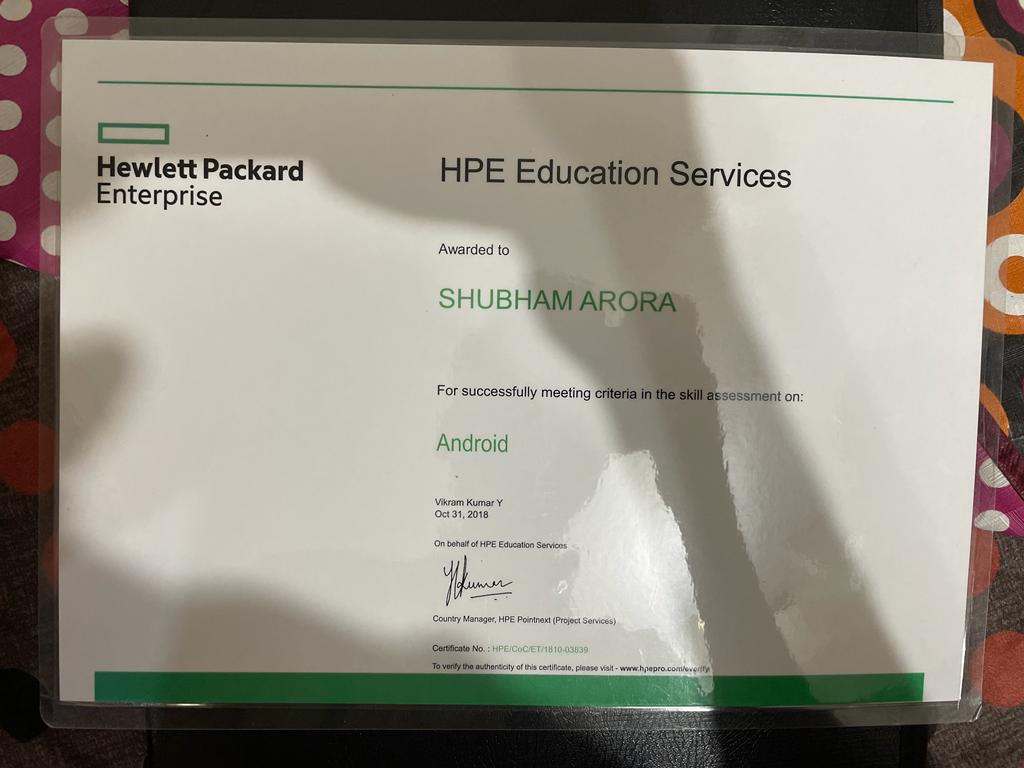 Hewlett Packard
Enterprise
HPE Education Services
Awarded to
SHUBHAM ARORA
For successfully meeting criteria in the skill assessment on:
Android
Vikram Kumar Y
Oct 31, 2018
On behalf of HPE Education Services
Country Manager, HPE Pointnext (Project Services)
Certificate No. : HPE/CoC/ET/1810-03839
To verify the authenticity of this certificate, please visit - www.hpepro.com/everify